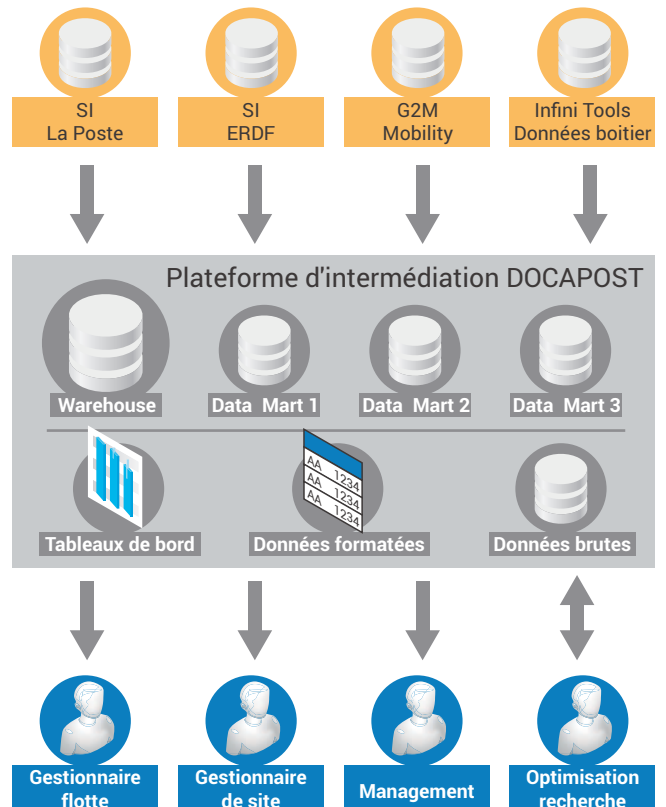 SI
La Poste
SI
ERDF
G2M
Mobility
Infini Tools
Données boitier
Plateforme d'intermédiation DOCAPOST
Warehouse
Data Mart 1
Data Mart 2
Data Mart 3
AA 1234
AA 1234
AA 1234
Tableaux de bord
Données formatées
Données brutes
Gestionnaire
flotte
Gestionnaire
de site
Management
Optimisation
recherche